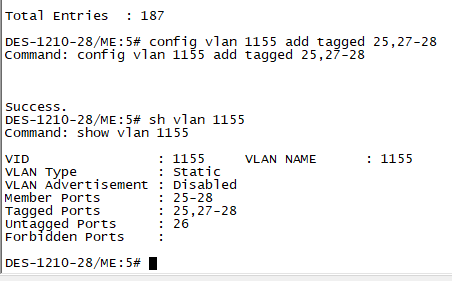 Total Entries  : 187
DES-1210-28/ME:5# config vlan 1155 add tagged 25,27-28
Command: config vlan 1155 add tagged 25,27-28
Success.
DES-1210-28/ME:5# sh vlan 1155
Command: show vlan 1155
VID                : 1155     VLAN NAME      : 1155
VLAN Type          : Static
VLAN Advertisement : Disabled
Member Ports       : 25-28
Tagged Ports       : 25,27-28
Untagged Ports     : 26
Forbidden Ports    :
DES-1210-28/ME:5#